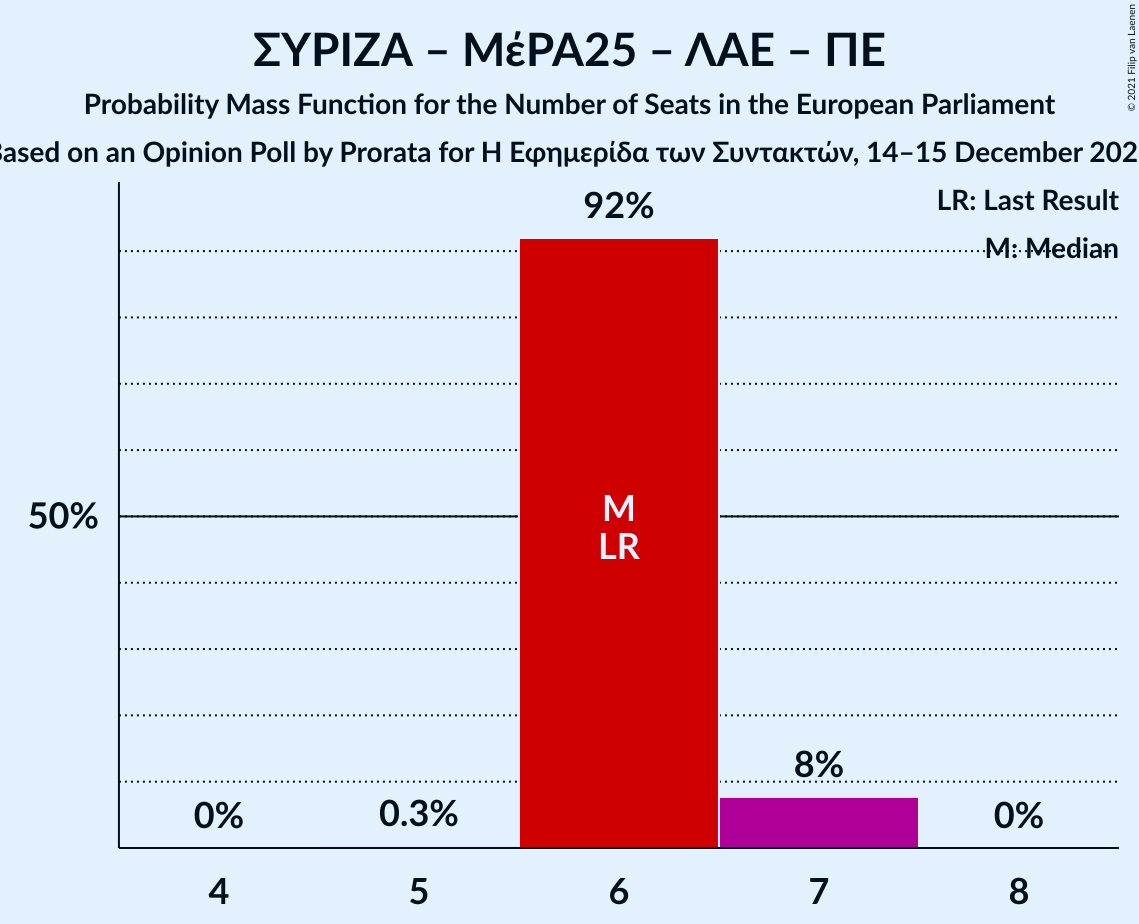 ΣΥΡΙΖΑ – ΜέΡΑ25 – ΛΑΕ – ΠΕ
Probability Mass Function for the Number of Seats in the European Parliament
Based on an Opinion Poll by Prorata for Η Εφημερίδα των Συντακτών, 14–15 December 202
© 2021 Filip van Laenen
LR: Last Result
M: Median
92%
50%
M
LR
8%
0%
0.3%
0%
4
5
6
7
8